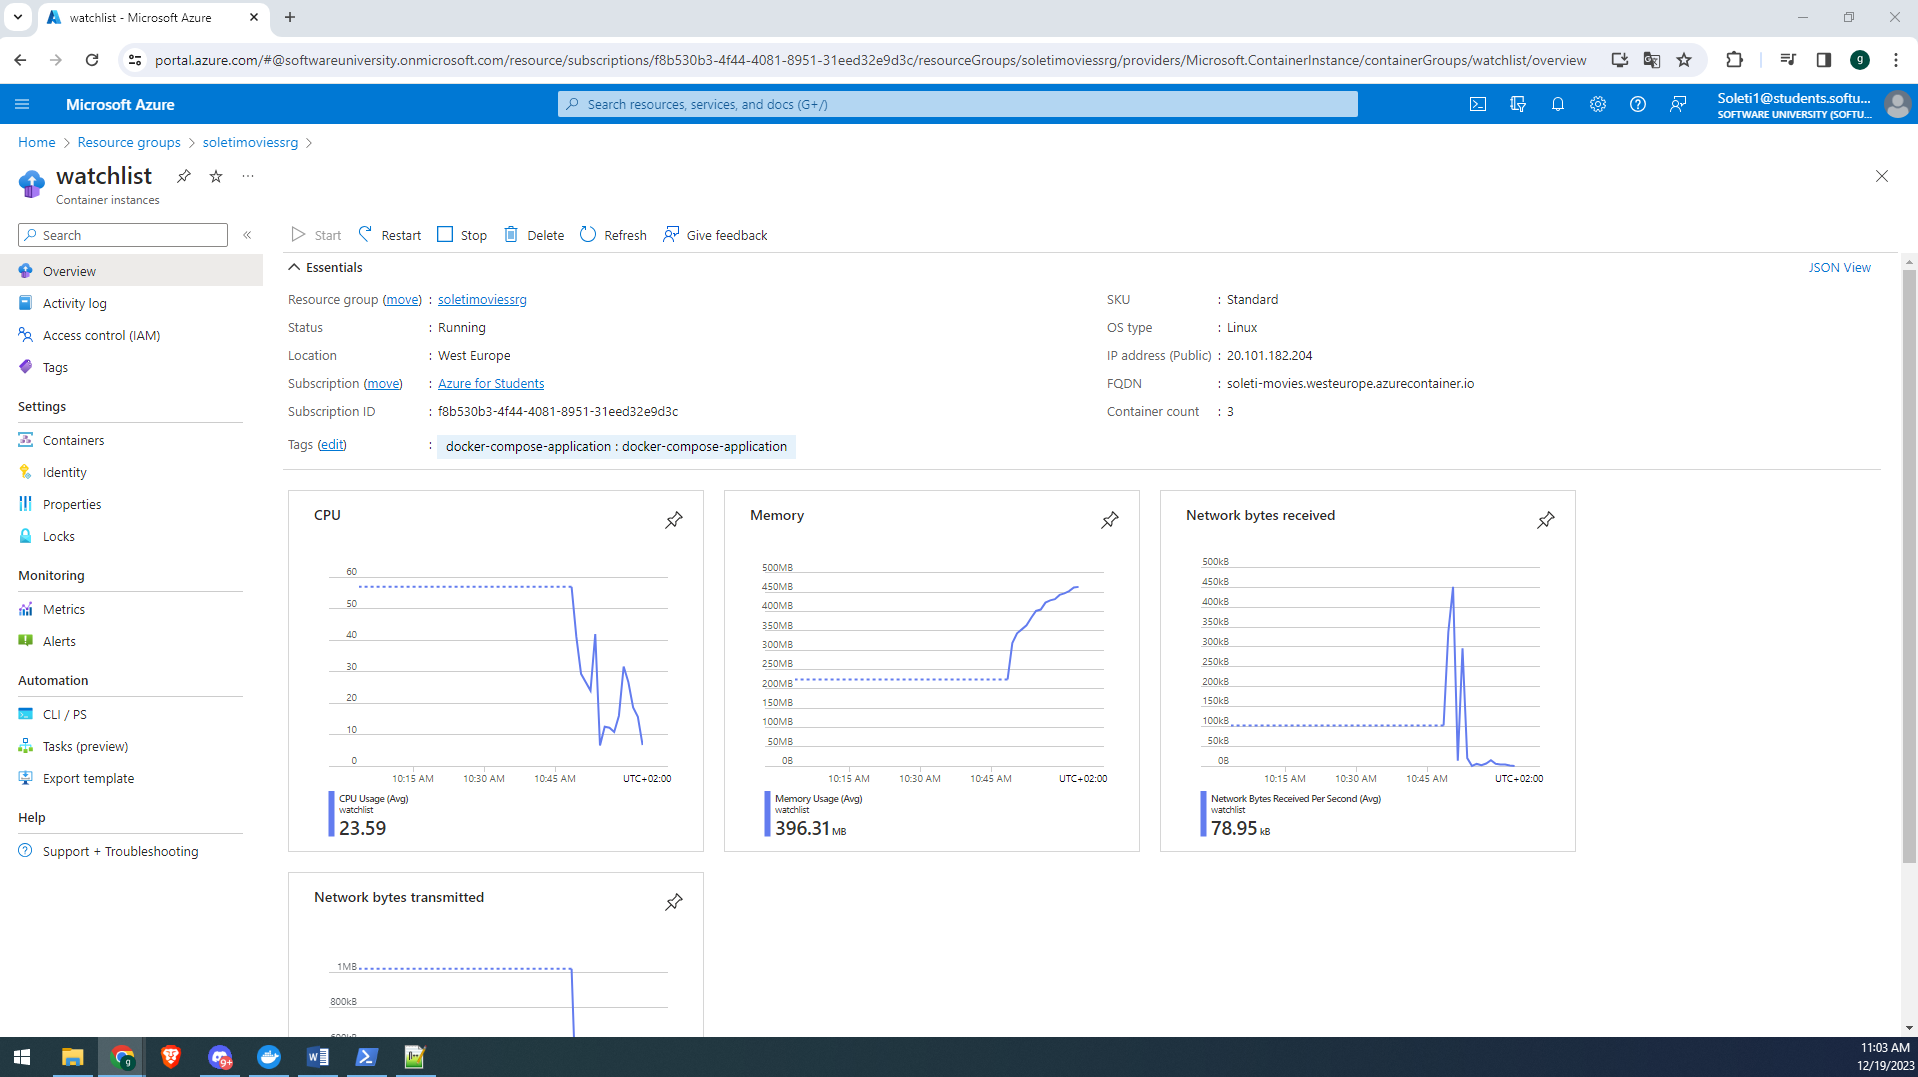 watchlist - Microsoft Azure
portal.azure.com/#@softwareuniversity.onmicrosoft.com/resource/subscriptions/f8b530b3-4f44-4081-8951-31eed32e9d3c/resourceGroups/soletimoviessrg/providers/Microsoft.ContainerInstance/containerGroups/watchlist/overview
g
Microsoft Azure
Search resources, services, and docs (G+/)
Soleti1@students.softu...
SOFTWARE UNIVERSITY (SOFTU...
Home > Resource groups > soletimoviessrg >
watchlist
Container instances
Search
Start Restart Stop Delete Refresh Give feedback
Overview
Activity log
Access control (IAM)
Tags
Settings
Containers
Identity
Properties
Locks
Monitoring
Metrics
Alerts
Automation
CLI / PS
Tasks (preview)
Export template
Help
Support + Troubleshooting
Essentials
JSON View
Resource group (move) : soletimoviessrg
Status : Running
Location : West Europe
Subscription (move) : Azure for Students
Subscription ID : f8b530b3-4f44-4081-8951-31eed32e9d3c
Tags (edit) : docker-compose-application : docker-compose-application
SKU : Standard
OS type : Linux
IP address (Public) : 20.101.182.204
FQDN : soleti-movies.westeurope.azurecontainer.io
Container count : 3
CPU
60
50
40
30
20
10
0
10:15 AM 10:30 AM 10:45 AM UTC+02:00
CPU Usage (Avg)
watchlist
23.59
Memory
500MB
450MB
400MB
350MB
300MB
250MB
200MB
150MB
100MB
50MB
0B
10:15 AM 10:30 AM 10:45 AM UTC+02:00
Memory Usage (Avg)
watchlist
396.31 MB
Network bytes received
500kB
450kB
400kB
350kB
300kB
250kB
200kB
150kB
100kB
50kB
0B
10:15 AM 10:30 AM 10:45 AM UTC+02:00
Network Bytes Received Per Second (Avg)
watchlist
78.95 kB
Network bytes transmitted
1MB
800kB
11:03 AM
12/19/2023